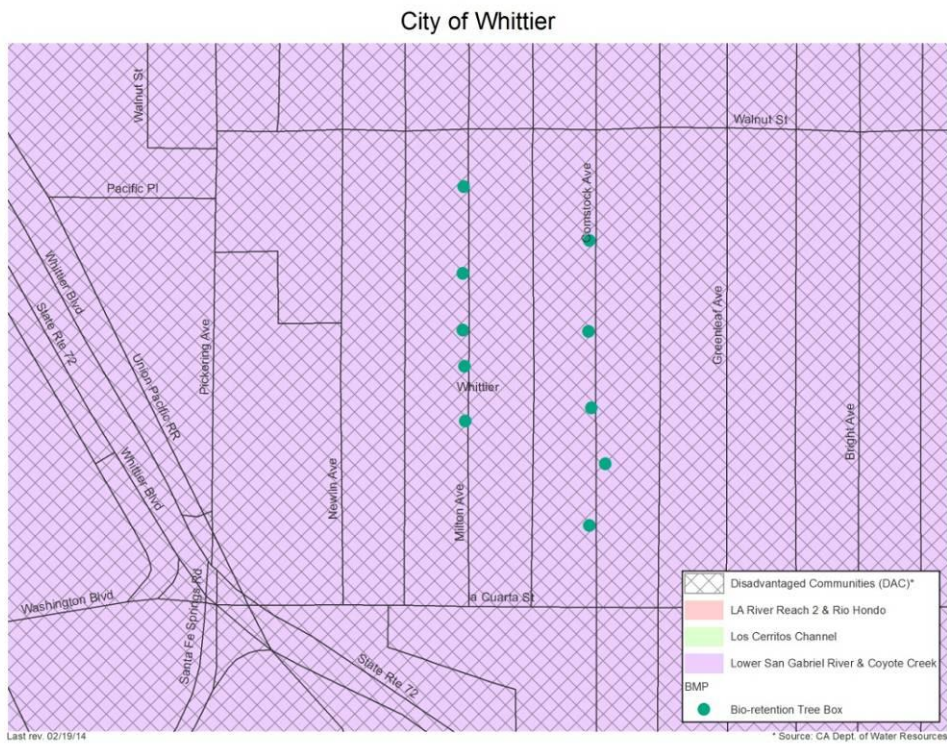 City of Whittier
Walnut St
Walnut St
Pacific Pl
Comstock Ave
Whittier Blvd
State Rte 72
Greenleaf Ave
Pickering Ave
Union Pacific RR
Whittier
Bright Ave
Whittier Blvd
Newlin Ave
Milton Ave
Washington Blvd
Santa Fe Springs Rd
la Cuarta St
State Rte 72
Disadvantaged Communities (DAC)*
LA River Reach 2 & Rio Hondo
Los Cerritos Channel
Lower San Gabriel River & Coyote Creek
BMP
Bio-retention Tree Box
Last rev. 02/19/14
* Source: CA Dept. of Water Resources